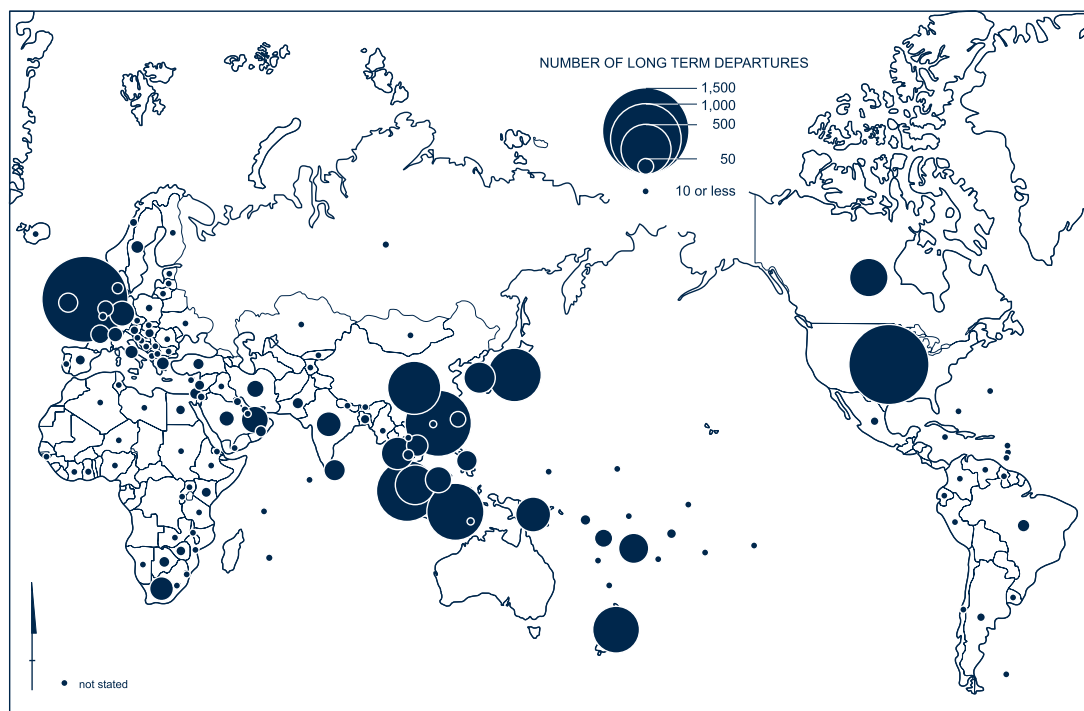 NUMBER OF LONG TERM DEPARTURES
1,500
1,000
500
50
10 or less
not stated